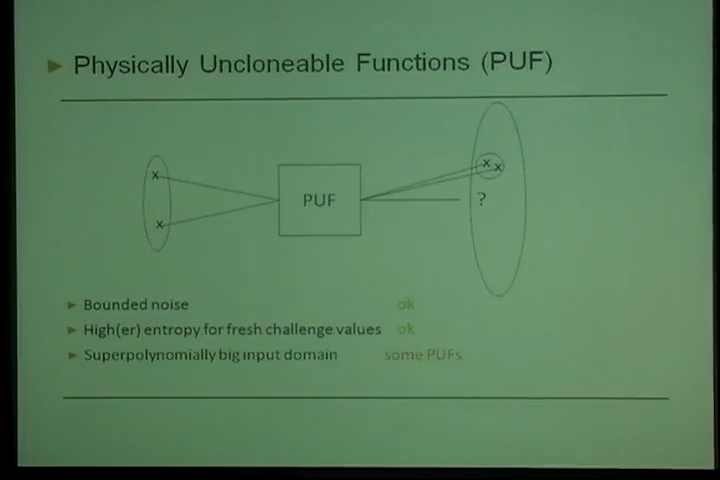 Physically Uncloneable Functions (PUF)
x
x
PUF
x x
?
Bounded noise ok
High(er) entropy for fresh challenge values ok
Superpolynomially big input domain some PUFs